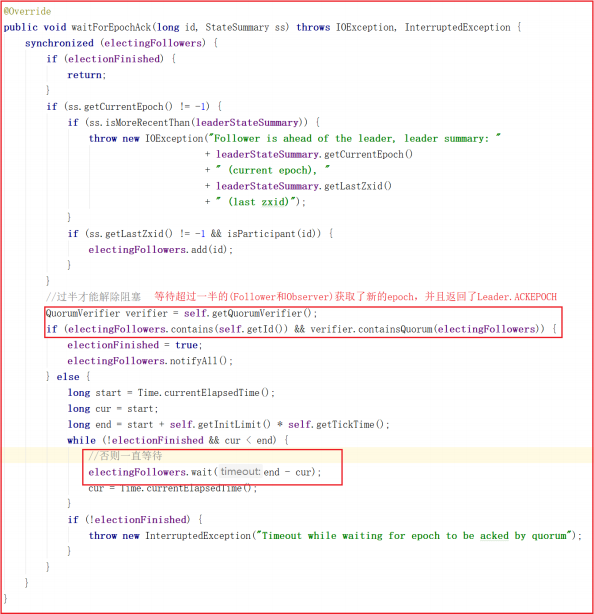 @Override
public void waitForEpochAck(long id, StateSummary ss) throws IOException, InterruptedException {
synchronized (electingFollowers) {
if (electionFinished) {
return;
}
if (ss.getCurrentEpoch() != -1) {
if (ss.isMoreRecentThan(leaderStateSummary)) {
throw new IOException("Follower is ahead of the leader, leader summary: "
+ leaderStateSummary.getCurrentEpoch()
+ " (current epoch), "
+ leaderStateSummary.getLastZxid()
+ " (last zxid)");
}
if (ss.getLastZxid() != -1 && isParticipant(id)) {
electingFollowers.add(id);
}
}
//过半才能解除阻塞 等待超过一半的(Follower和Observer)获取了新的epoch，并且返回了Leader.ACKEPOCH
QuorumVerifier verifier = self.getQuorumVerifier();
if (electingFollowers.contains(self.getId()) && verifier.containsQuorum(electingFollowers)) {
electionFinished = true;
electingFollowers.notifyAll();
} else {
long start = Time.currentElapsedTime();
long cur = start;
long end = start + self.getInitLimit() * self.getTickTime();
while (!electionFinished && cur < end) {
//否则一直等待
electingFollowers.wait( timeout: end - cur);
cur = Time.currentElapsedTime();
}
if (!electionFinished) {
throw new InterruptedException("Timeout while waiting for epoch to be acked by quorum");
}
}
}
}